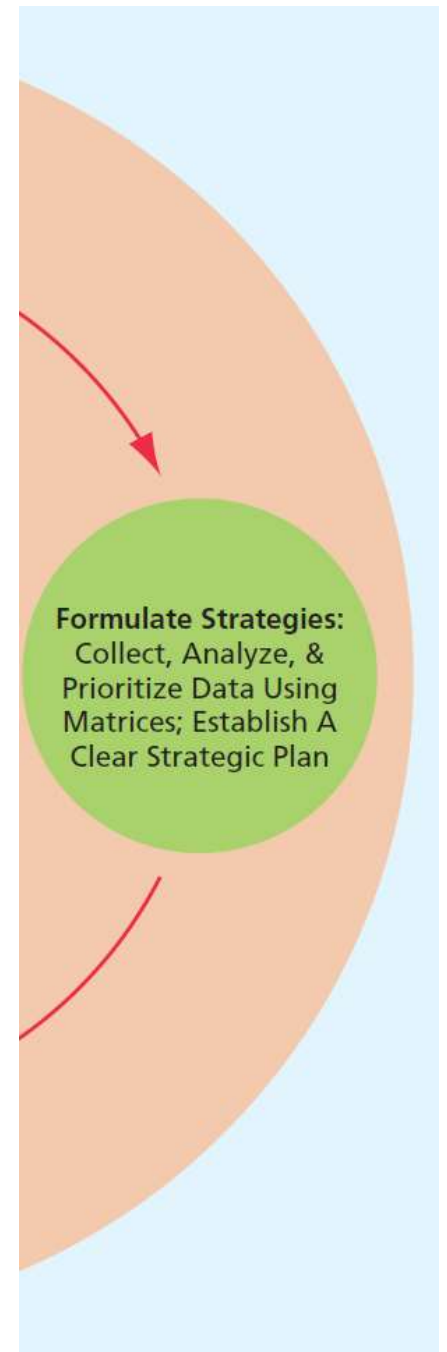 Formulate Strategies:
Collect, Analyze, &
Prioritize Data Using
Matrices; Establish A
Clear Strategic Plan